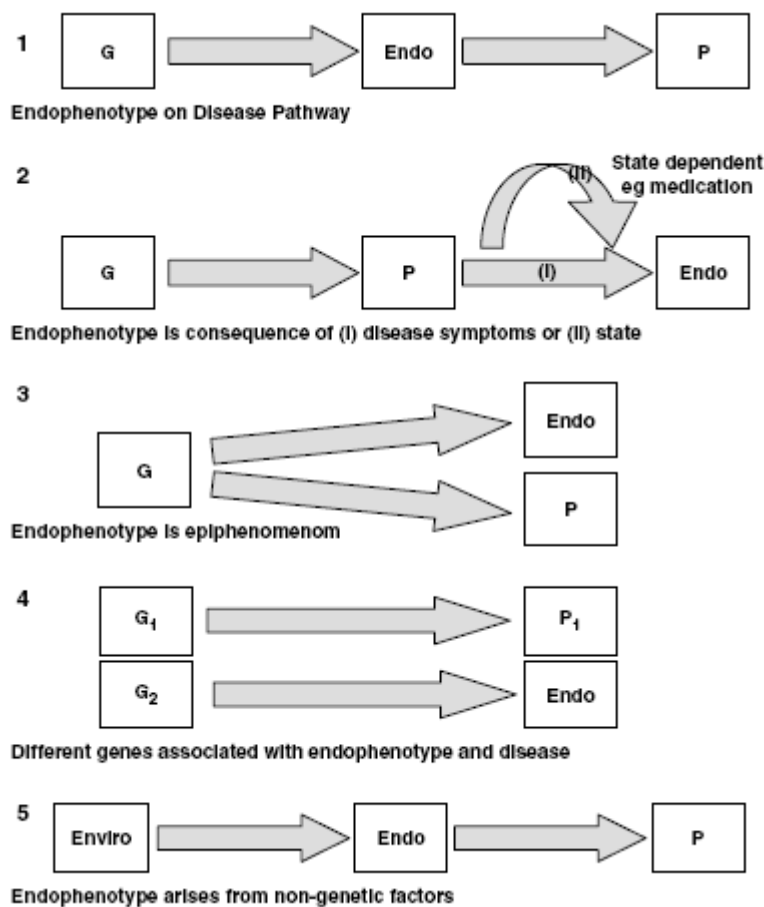 1
G Endo P
Endophenotype on Disease Pathway
2
(II) State dependent
eg medication
G P (I) Endo
Endophenotype is consequence of (I) disease symptoms or (II) state
3
Endo
G
P
Endophenotype is epiphenomenom
4
G₁ P₁
G₂ Endo
Different genes associated with endophenotype and disease
5
Enviro Endo P
Endophenotype arises from non-genetic factors